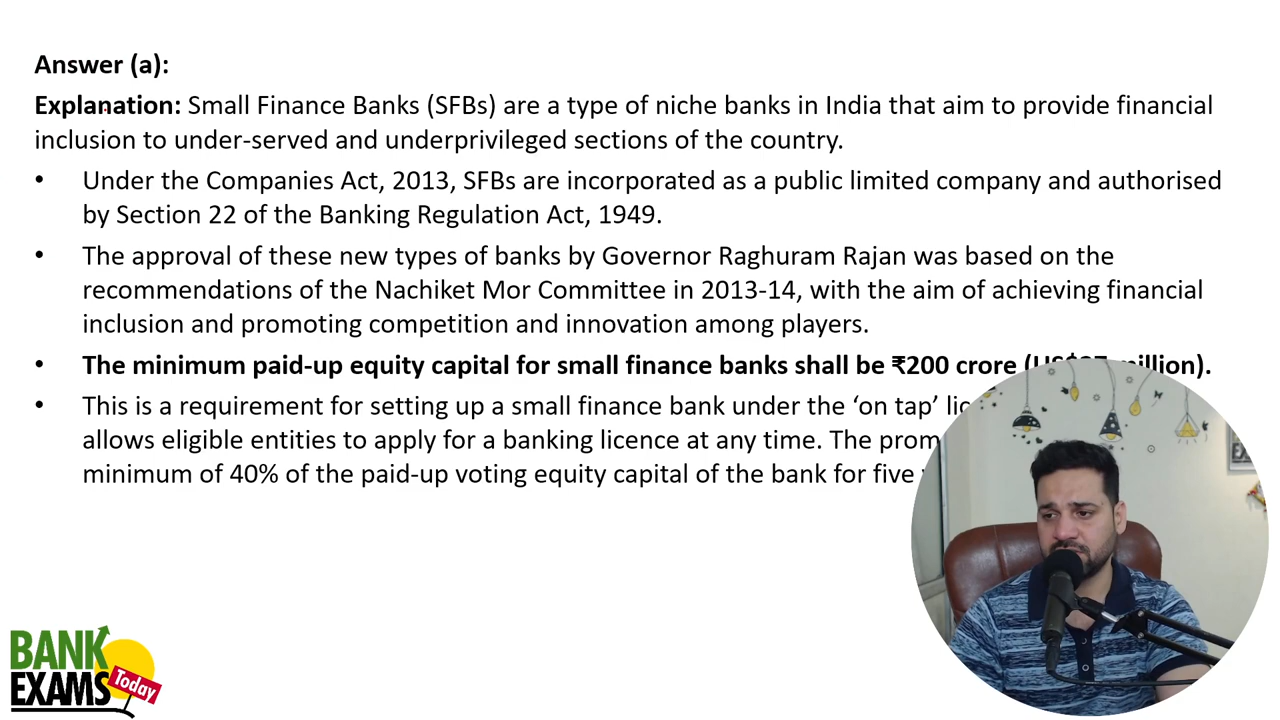 Answer (a):
Explanation: Small Finance Banks (SFBs) are a type of niche banks in India that aim to provide financial
inclusion to under-served and underprivileged sections of the country.
• Under the Companies Act, 2013, SFBs are incorporated as a public limited company and authorised
by Section 22 of the Banking Regulation Act, 1949.
• The approval of these new types of banks by Governor Raghuram Rajan was based on the
recommendations of the Nachiket Mor Committee in 2013-14, with the aim of achieving financial
inclusion and promoting competition and innovation among players.
• The minimum paid-up equity capital for small finance banks shall be ₹200 crore
• This is a requirement for setting up a small finance bank under the ‘on tap’
allows eligible entities to apply for a banking licence at any time. The
minimum of 40% of the paid-up voting equity capital of the bank for five
BANK
EXAMS
Today